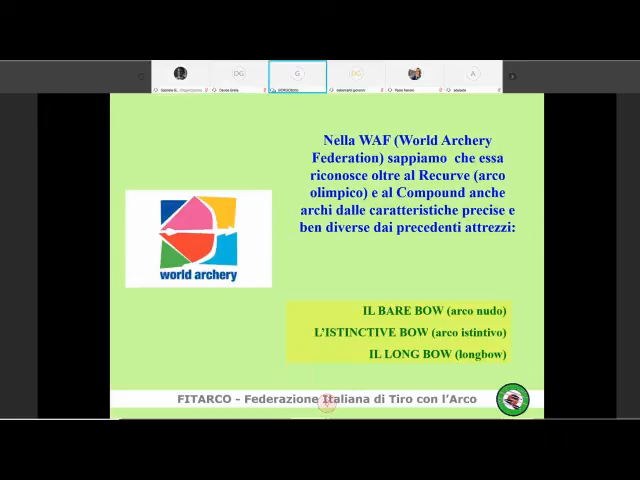 DG
G
DG
A
Nella WAF (World Archery
Federation) sappiamo che essa
riconosce oltre al Recurve (arco
olimpico) e al Compound anche
archi dalle caratteristiche precise e
ben diverse dai precedenti attrezzi:
world archery
IL BARE BOW (arco nudo)
L'ISTINCTIVE BOW (arco istintivo)
IL LONG BOW (longbow)
FITARCO - Federazione Italiana di Tiro con l'Arco